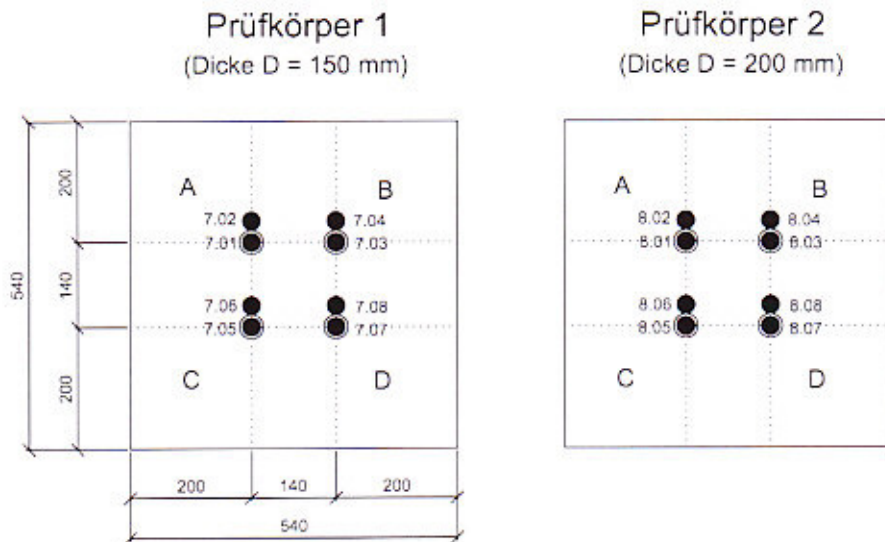 Prüfkörper 1
(Dicke D = 150 mm)
Prüfkörper 2
(Dicke D = 200 mm)
A
B
7.02
7.04
7.01
7.03
7.06
7.08
7.05
7.07
C
D
540
200
140
200
200
140
200
540
A
B
8.02
8.04
8.01
8.03
8.06
8.08
8.05
8.07
C
D